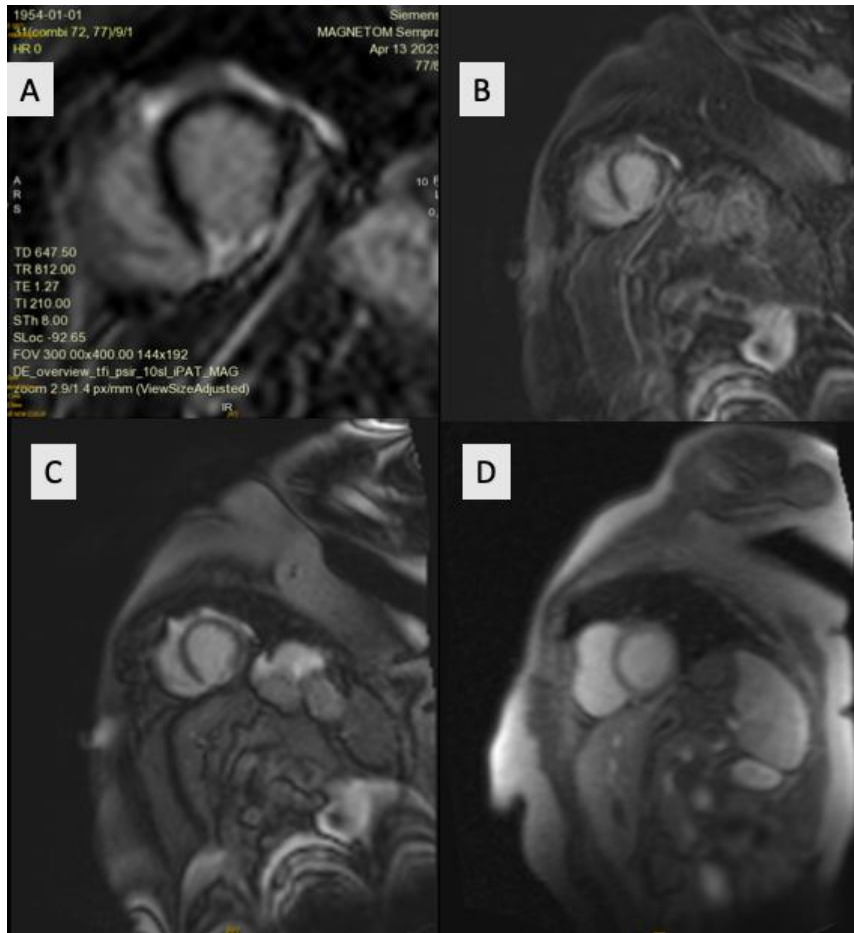 1954-01-01
31(combi 72, 77)/9/1
HR 0
Siemens
MAGNETOM Sempra
Apr 13 2023
A
A
R
S
10
TD 647.50
TR 812.00
TE 1.27
TI 210.00
STh 8.00
SLoc -92.65
FOV 300.00x400.00 144x192
DE_overview_tfi_psir_10sl_iPAT_MAG
zoom 2.9/1.4 px/mm (ViewSizeAdjusted)
IR
B
C
D